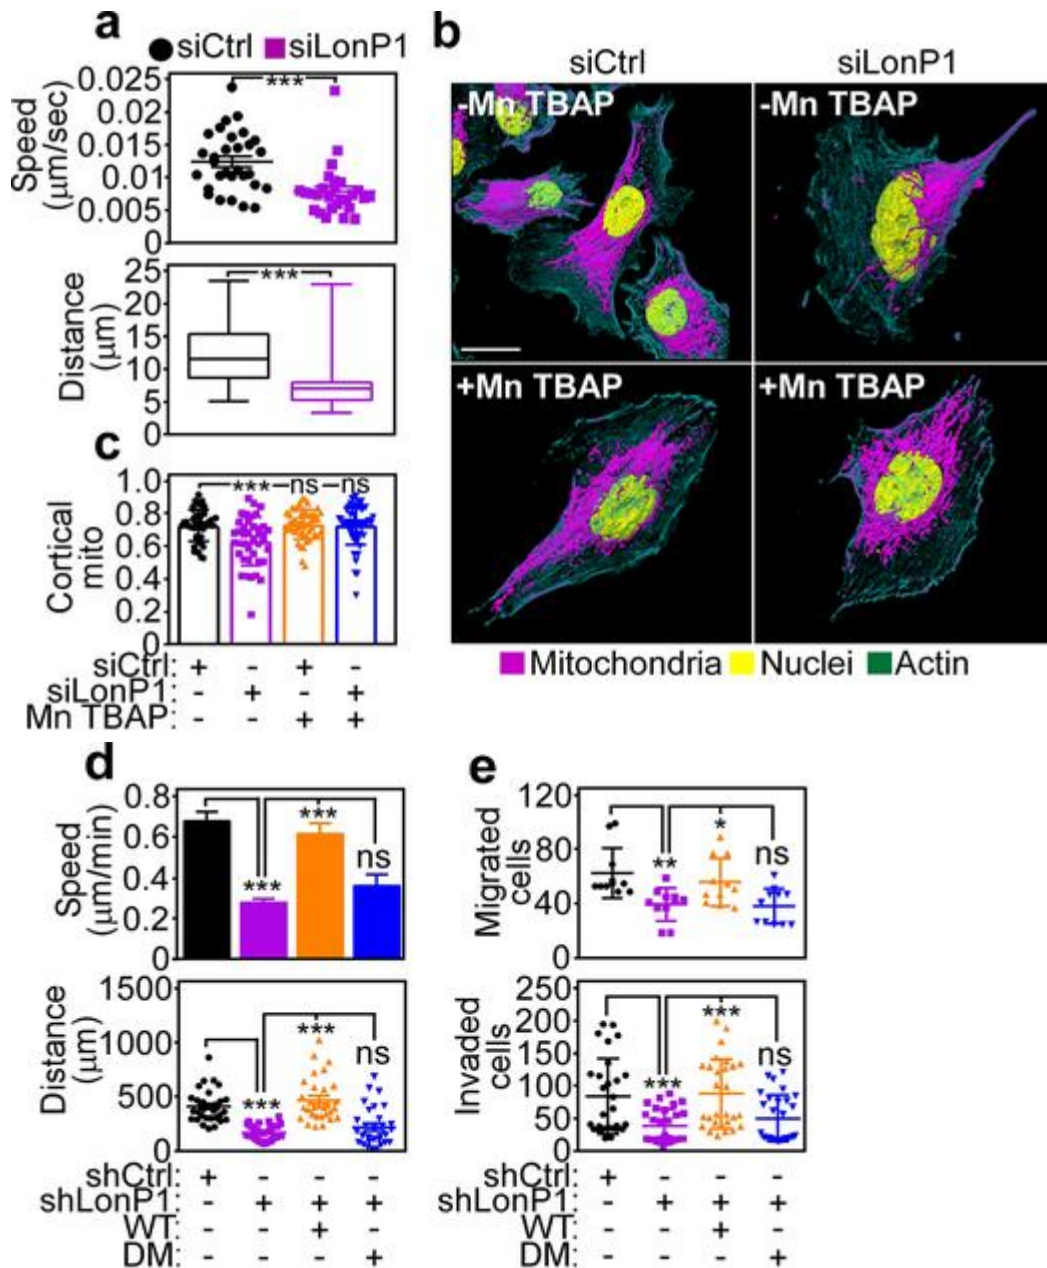 a
siCtrl siLonP1
Speed
(μm/sec)
0.025
0.02
0.015
0.01
0.005
0
***
Distance
(μm)
25
20
15
10
5
0
***
b
siCtrl siLonP1
-Mn TBAP -Mn TBAP
+Mn TBAP +Mn TBAP
Mitochondria Nuclei Actin
c
Cortical
mito
1.0
0.8
0.6
0.4
0.2
0
*** ns ns
siCtrl: + - + -
siLonP1: - + - +
Mn TBAP: - - + +
d
Speed
(μm/min)
0.8
0.6
0.4
0.2
0
*** *** ns
Distance
(μm)
1500
1000
500
0
*** *** ns
shCtrl: + - - -
shLonP1: - + + +
WT: - - + -
DM: - - - +
e
Migrated
cells
120
80
40
0
** * ns
Invaded
cells
250
200
150
100
50
0
*** *** ns
shCtrl: + - - -
shLonP1: - + + +
WT: - - + -
DM: - - - +